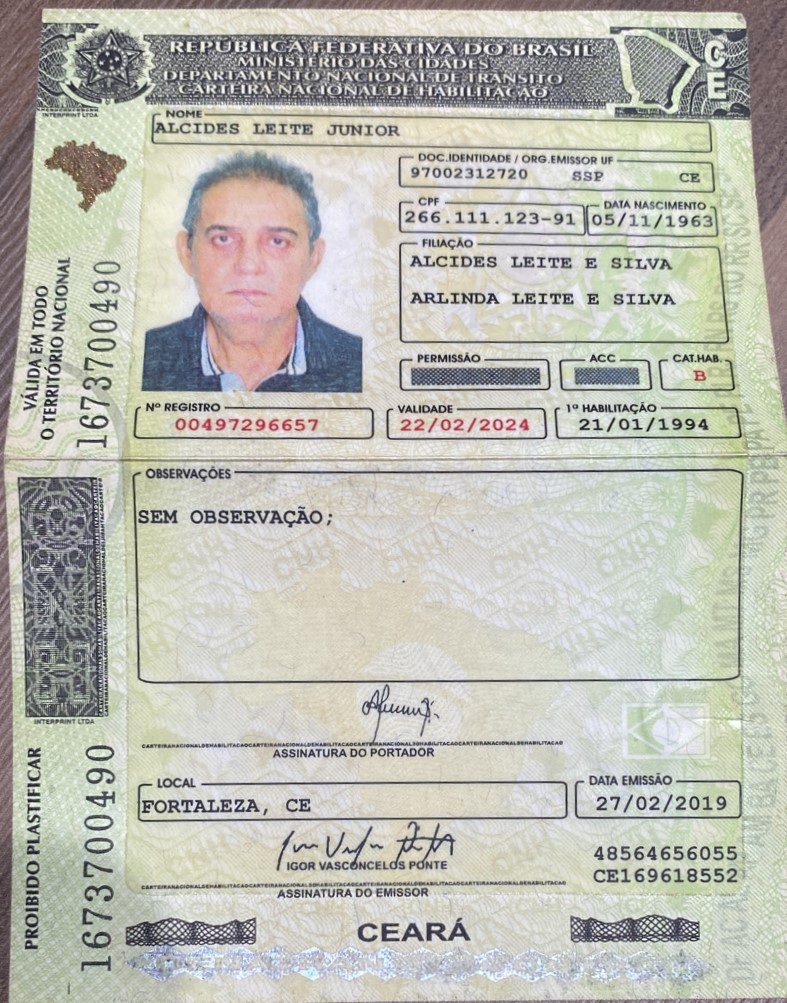 REPÚBLICA FEDERATIVA DO BRASIL
MINISTÉRIO DAS CIDADES
DEPARTAMENTO NACIONAL DE TRÂNSITO
CARTEIRA NACIONAL DE HABILITAÇÃO
CE
INTERPRINT LTDA
NOME
ALCIDES LEITE JUNIOR
DOC.IDENTIDADE / ORG.EMISSOR UF
97002312720 SSP CE
CPF
266.111.123-91
DATA NASCIMENTO
05/11/1963
FILIAÇÃO
ALCIDES LEITE E SILVA
ARLINDA LEITE E SILVA
PERMISSÃO
ACC
CAT.HAB.
B
Nº REGISTRO
00497296657
VALIDADE
22/02/2024
1º HABILITAÇÃO
21/01/1994
VÁLIDA EM TODO
O TERRITÓRIO NACIONAL
1673700490
OBSERVAÇÕES
SEM OBSERVAÇÃO;
INTERPRINT LTDA
ASSINATURA DO PORTADOR
LOCAL
FORTALEZA, CE
DATA EMISSÃO
27/02/2019
IGOR VASCONCELOS PONTE
48564656055
CE169618552
ASSINATURA DO EMISSOR
PROIBIDO PLASTIFICAR
1673700490
CEARÁ